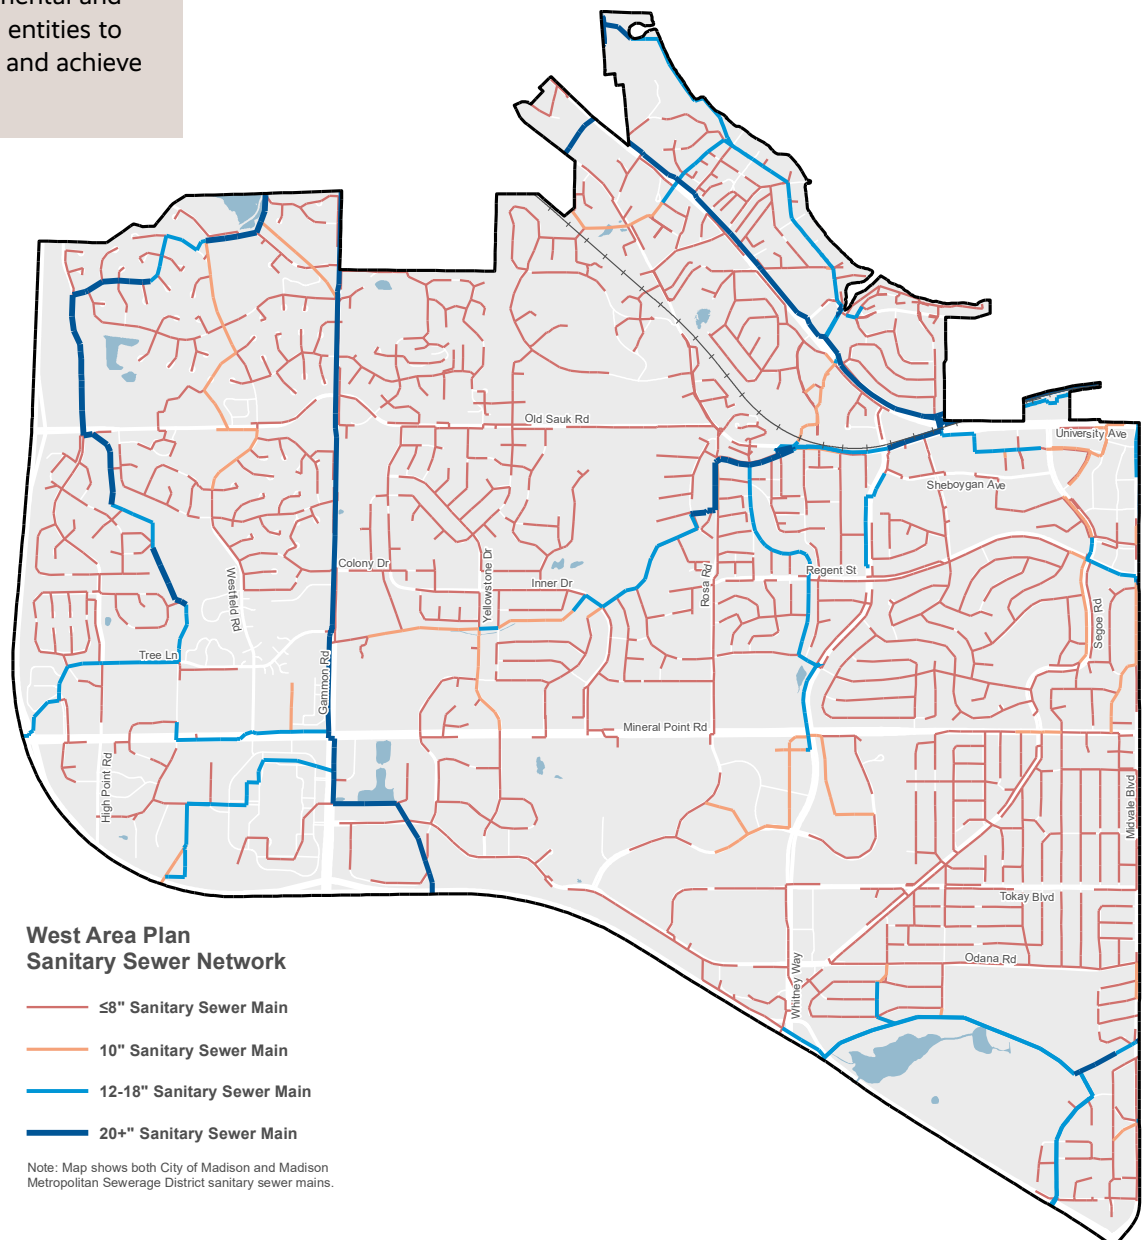 mental and
entities to
and achieve
Old Sauk Rd
University Ave
Sheboygan Ave
Colony Dr
Yellowstone Dr
Inner Dr
Rosa Rd
Regent St
Westfield Rd
Segoe Rd
Tree Ln
Gammon Rd
Mineral Point Rd
High Point Rd
Midvale Blvd
Tokay Blvd
Whitney Way
Odana Rd
West Area Plan
Sanitary Sewer Network
≤8" Sanitary Sewer Main
10" Sanitary Sewer Main
12-18" Sanitary Sewer Main
20+" Sanitary Sewer Main
Note: Map shows both City of Madison and Madison
Metropolitan Sewerage District sanitary sewer mains.